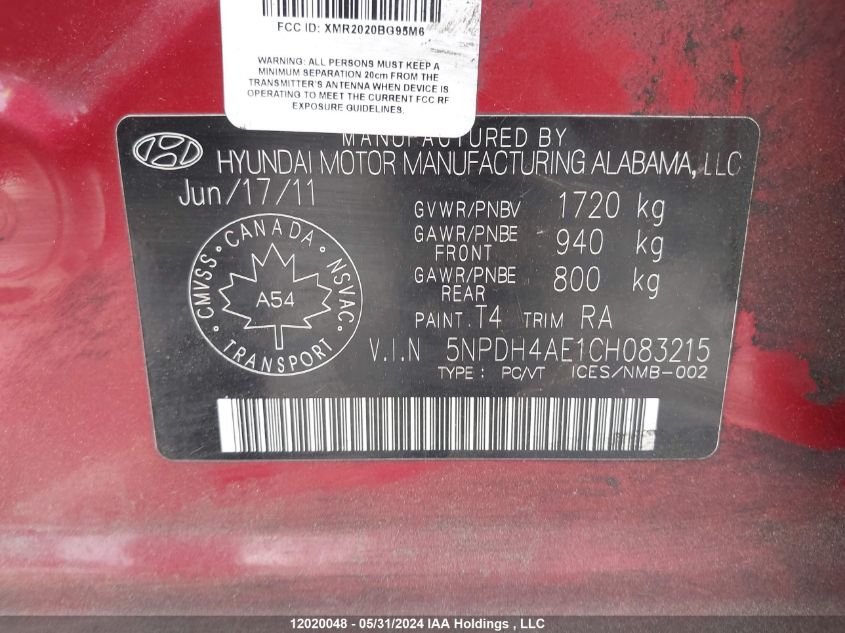 FCC ID: XMR2020BG95M6
WARNING: ALL PERSONS MUST KEEP A
MINIMUM SEPARATION 20cm FROM THE
TRANSMITTER'S ANTENNA WHEN DEVICE IS
OPERATING TO MEET THE CURRENT FCC RF
EXPOSURE GUIDELINES.
MANUFACTURED BY
HYUNDAI MOTOR MANUFACTURING ALABAMA, LLC
Jun/17/11
GVWR/PNBV 1720 kg
GAWR/PNBE FRONT 940 kg
GAWR/PNBE REAR 800 kg
PAINT T4 TRIM RA
CMVSS • CANADA • NSVAC • TRANSPORT •
A54
V.I.N 5NPDH4AE1CH083215
TYPE : PC/VT ICES/NMB-002
12020048 - 05/31/2024 IAA Holdings , LLC